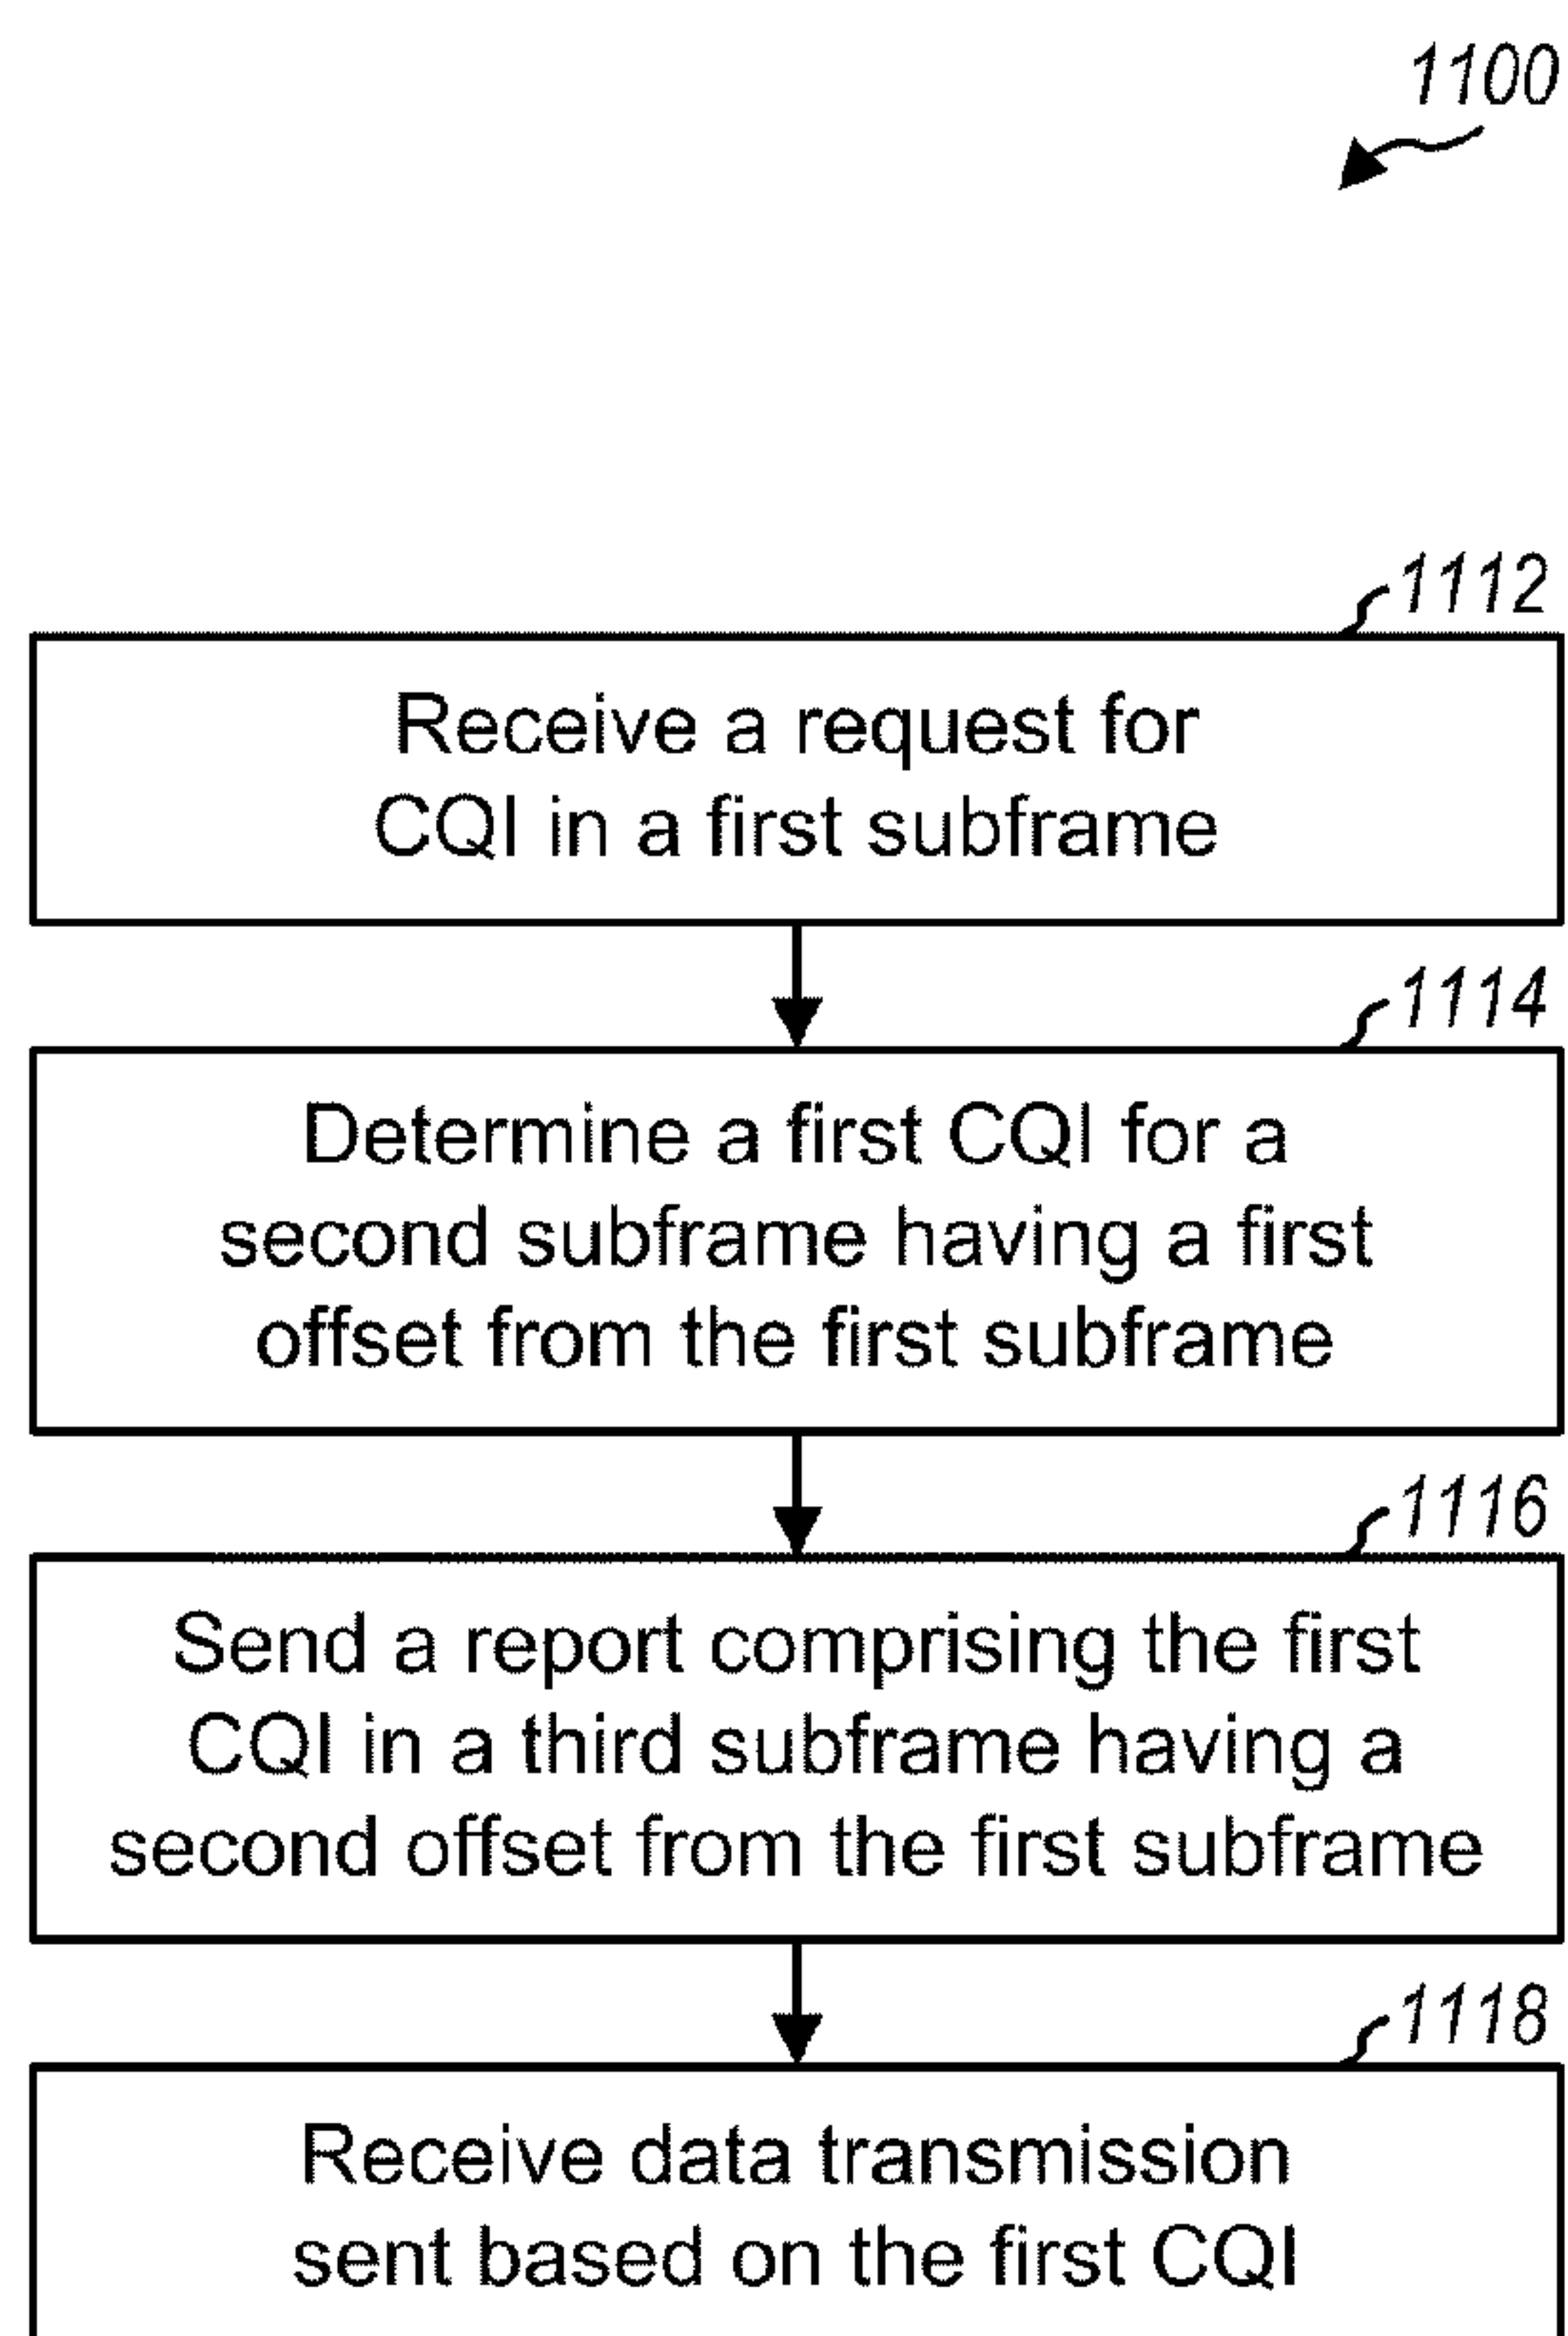 1100
1112
Receive a request for
CQI in a first subframe
1114
Determine a first CQI for a
second subframe having a first
offset from the first subframe
1116
Send a report comprising the first
CQI in a third subframe having a
second offset from the first subframe
1118
Receive data transmission
sent based on the first CQI